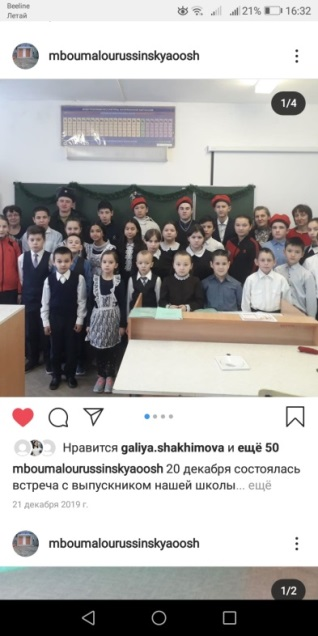 Beeline 21% 16:32
Летай
mboumalourussinskyaoosh
1/4
Нравится galiya.shakhimova и ещё 50
mboumalourussinskyaoosh 20 декабря состоялась
встреча с выпускником нашей школы... ещё
21 декабря 2019 г.
mboumalourussinskyaoosh
1/2